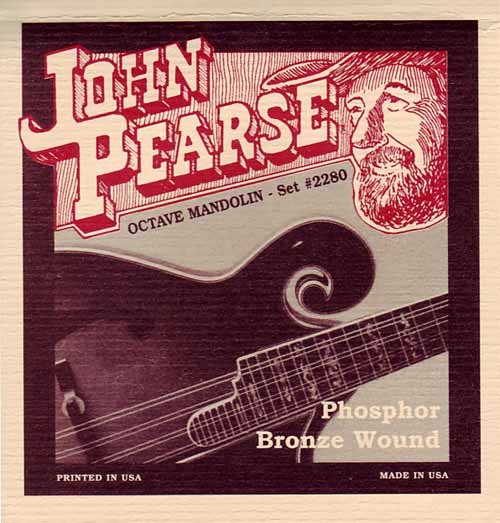 JOHN
PEARSE
OCTAVE MANDOLIN - Set #2280
Phosphor
Bronze Wound
PRINTED IN USA
MADE IN USA